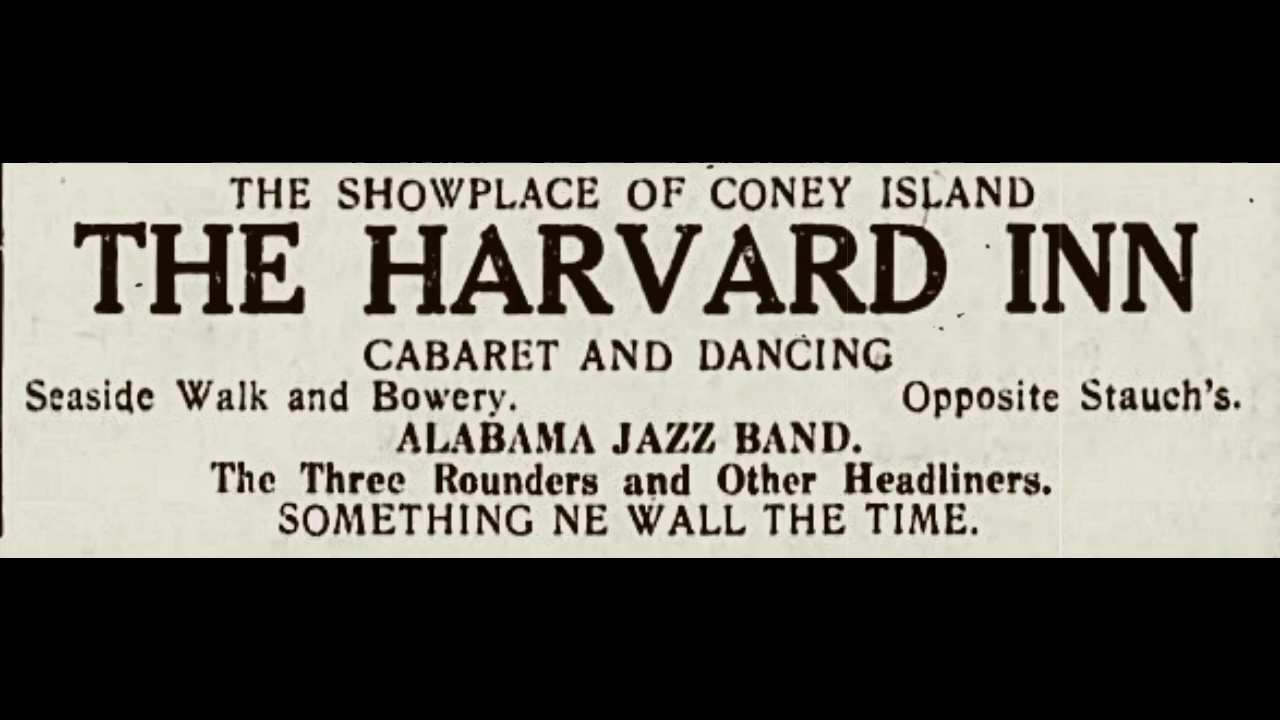 THE SHOWPLACE OF CONEY ISLAND
THE HARVARD INN
CABARET AND DANCING
Seaside Walk and Bowery. Opposite Stauch's.
ALABAMA JAZZ BAND.
The Three Rounders and Other Headliners.
SOMETHING NE WALL THE TIME.